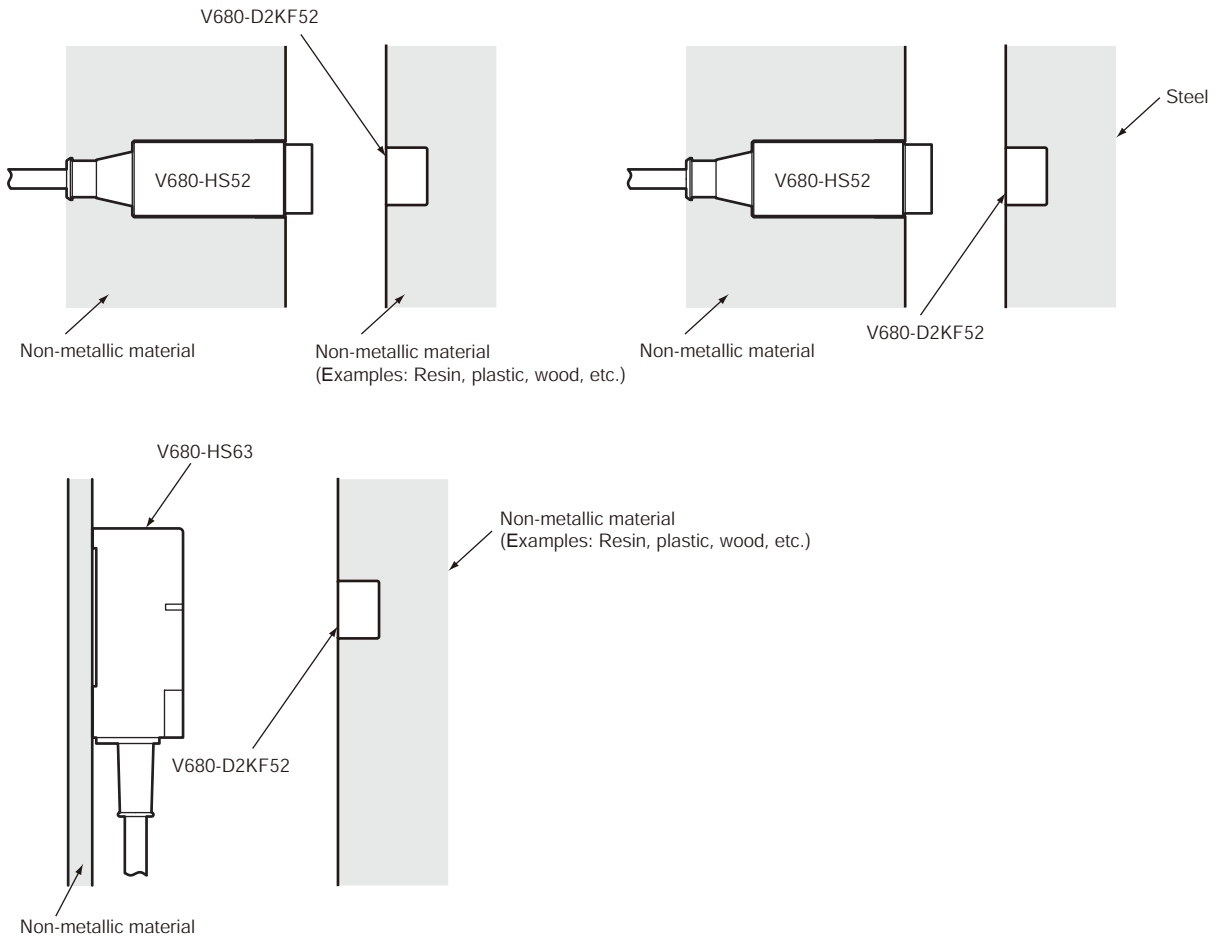 V680-D2KF52
Steel
V680-HS52
V680-HS52
V680-D2KF52
Non-metallic material
Non-metallic material
(Examples: Resin, plastic, wood, etc.)
Non-metallic material
V680-HS63
Non-metallic material
(Examples: Resin, plastic, wood, etc.)
V680-D2KF52
Non-metallic material